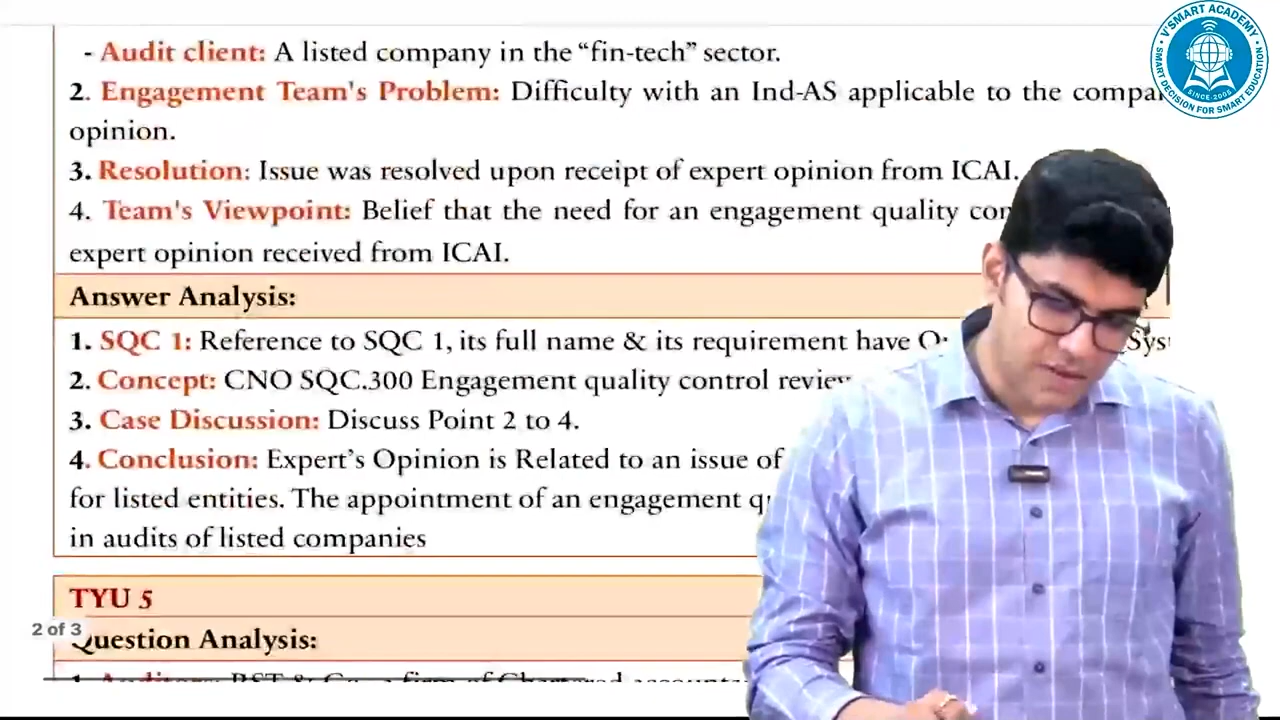 - Audit client: A listed company in the “fin-tech” sector.
2. Engagement Team's Problem: Difficulty with an Ind-AS applicable to the
opinion.
3. Resolution: Issue was resolved upon receipt of expert opinion from ICAI.
4. Team's Viewpoint: Belief that the need for an engagement quality
expert opinion received from ICAI.
Answer Analysis:
1. SQC 1: Reference to SQC 1, its full name & its requirement have
2. Concept: CNO SQC.300 Engagement quality control
3. Case Discussion: Discuss Point 2 to 4.
4. Conclusion: Expert’s Opinion is Related to an issue of
for listed entities. The appointment of an engagement
in audits of listed companies
TYU 5
2 of 3
Question Analysis:
V'SMART ACADEMY
SMART DECISION FOR SMART EDUCATION
SINCE-2005